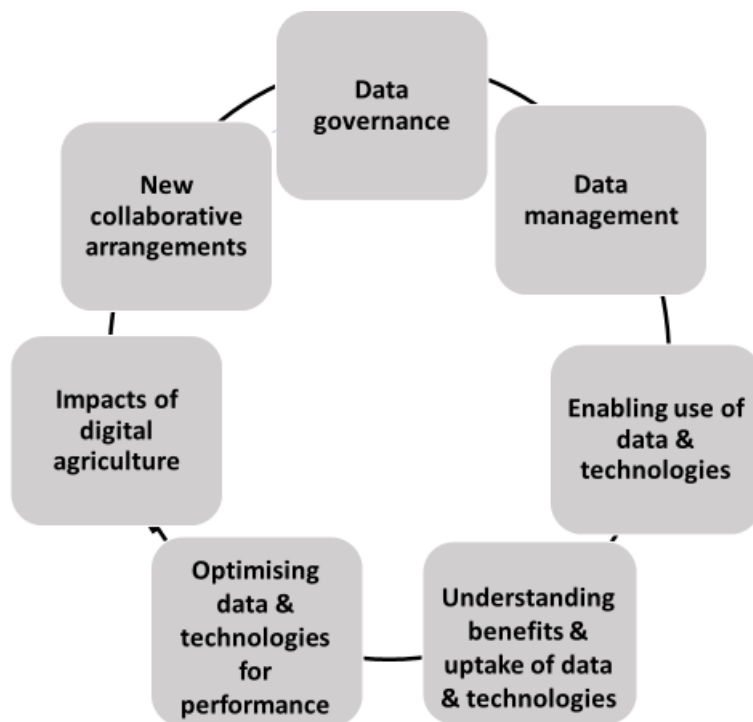 Data
governance
Data
management
Enabling use of
data &
technologies
Understanding
benefits &
uptake of data
& technologies
Optimising
data &
technologies
for
performance
Impacts of
digital
agriculture
New
collaborative
arrangements